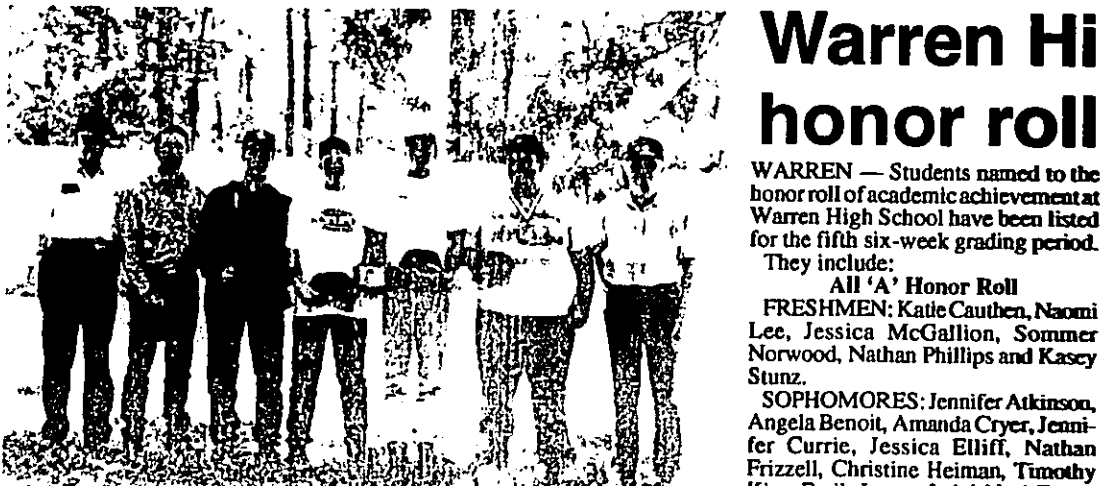 Warren Hi
honor roll
WARREN — Students named to the
honor roll of academic achievement at
Warren High School have been listed
for the fifth six-week grading period.
They include:
All 'A' Honor Roll
FRESHMEN: Katie Cauthen, Naomi
Lee, Jessica McGallion, Sommer
Norwood, Nathan Phillips and Kasey
Stunz.
SOPHOMORES: Jennifer Atkinson,
Angela Benoit, Amanda Cryer, Jenni-
fer Currie, Jessica Elliff, Nathan
Frizzell, Christine Heiman, Timothy